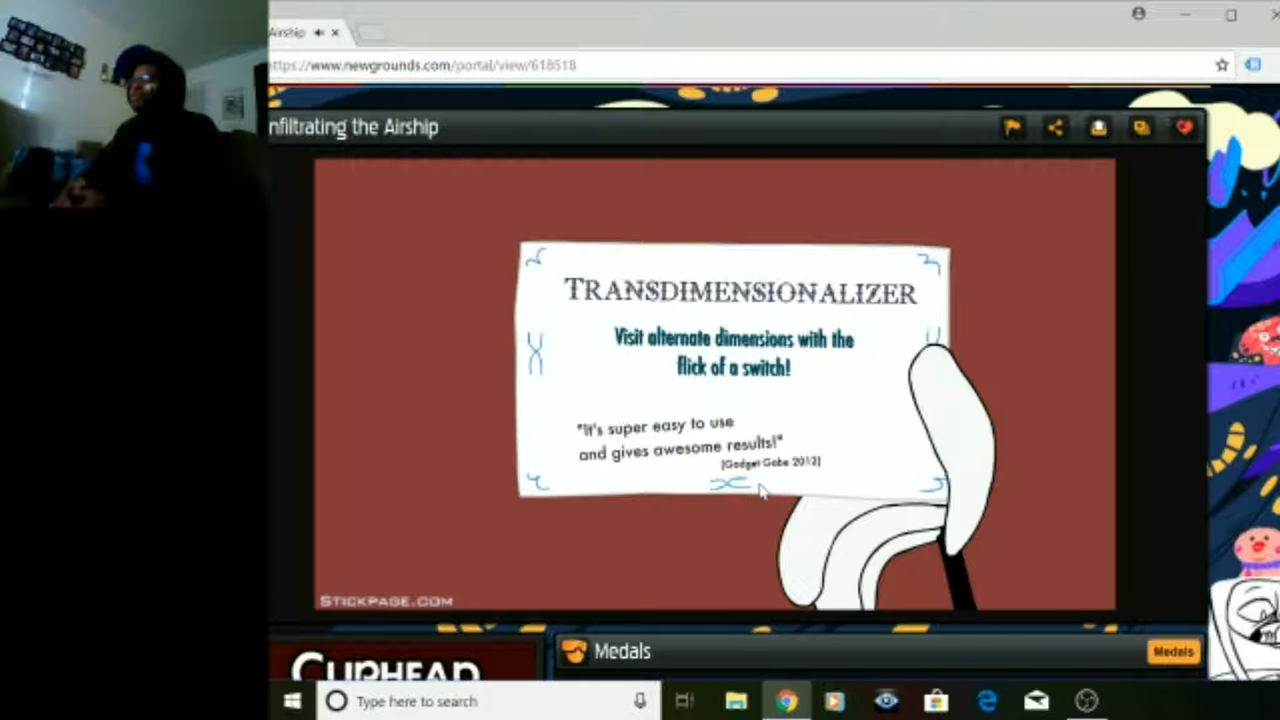 Airship
ttps://www.newgrounds.com/portal/view/618518
nfiltrating the Airship
TRANSDIMENSIONALIZER
Visit alternate dimensions with the
flick of a switch!
"It's super easy to use
and gives awesome results!"
[Gadget Gabe 2012]
STICKPAGE.COM
CUPHEAD
Medals
Medals
Type here to search